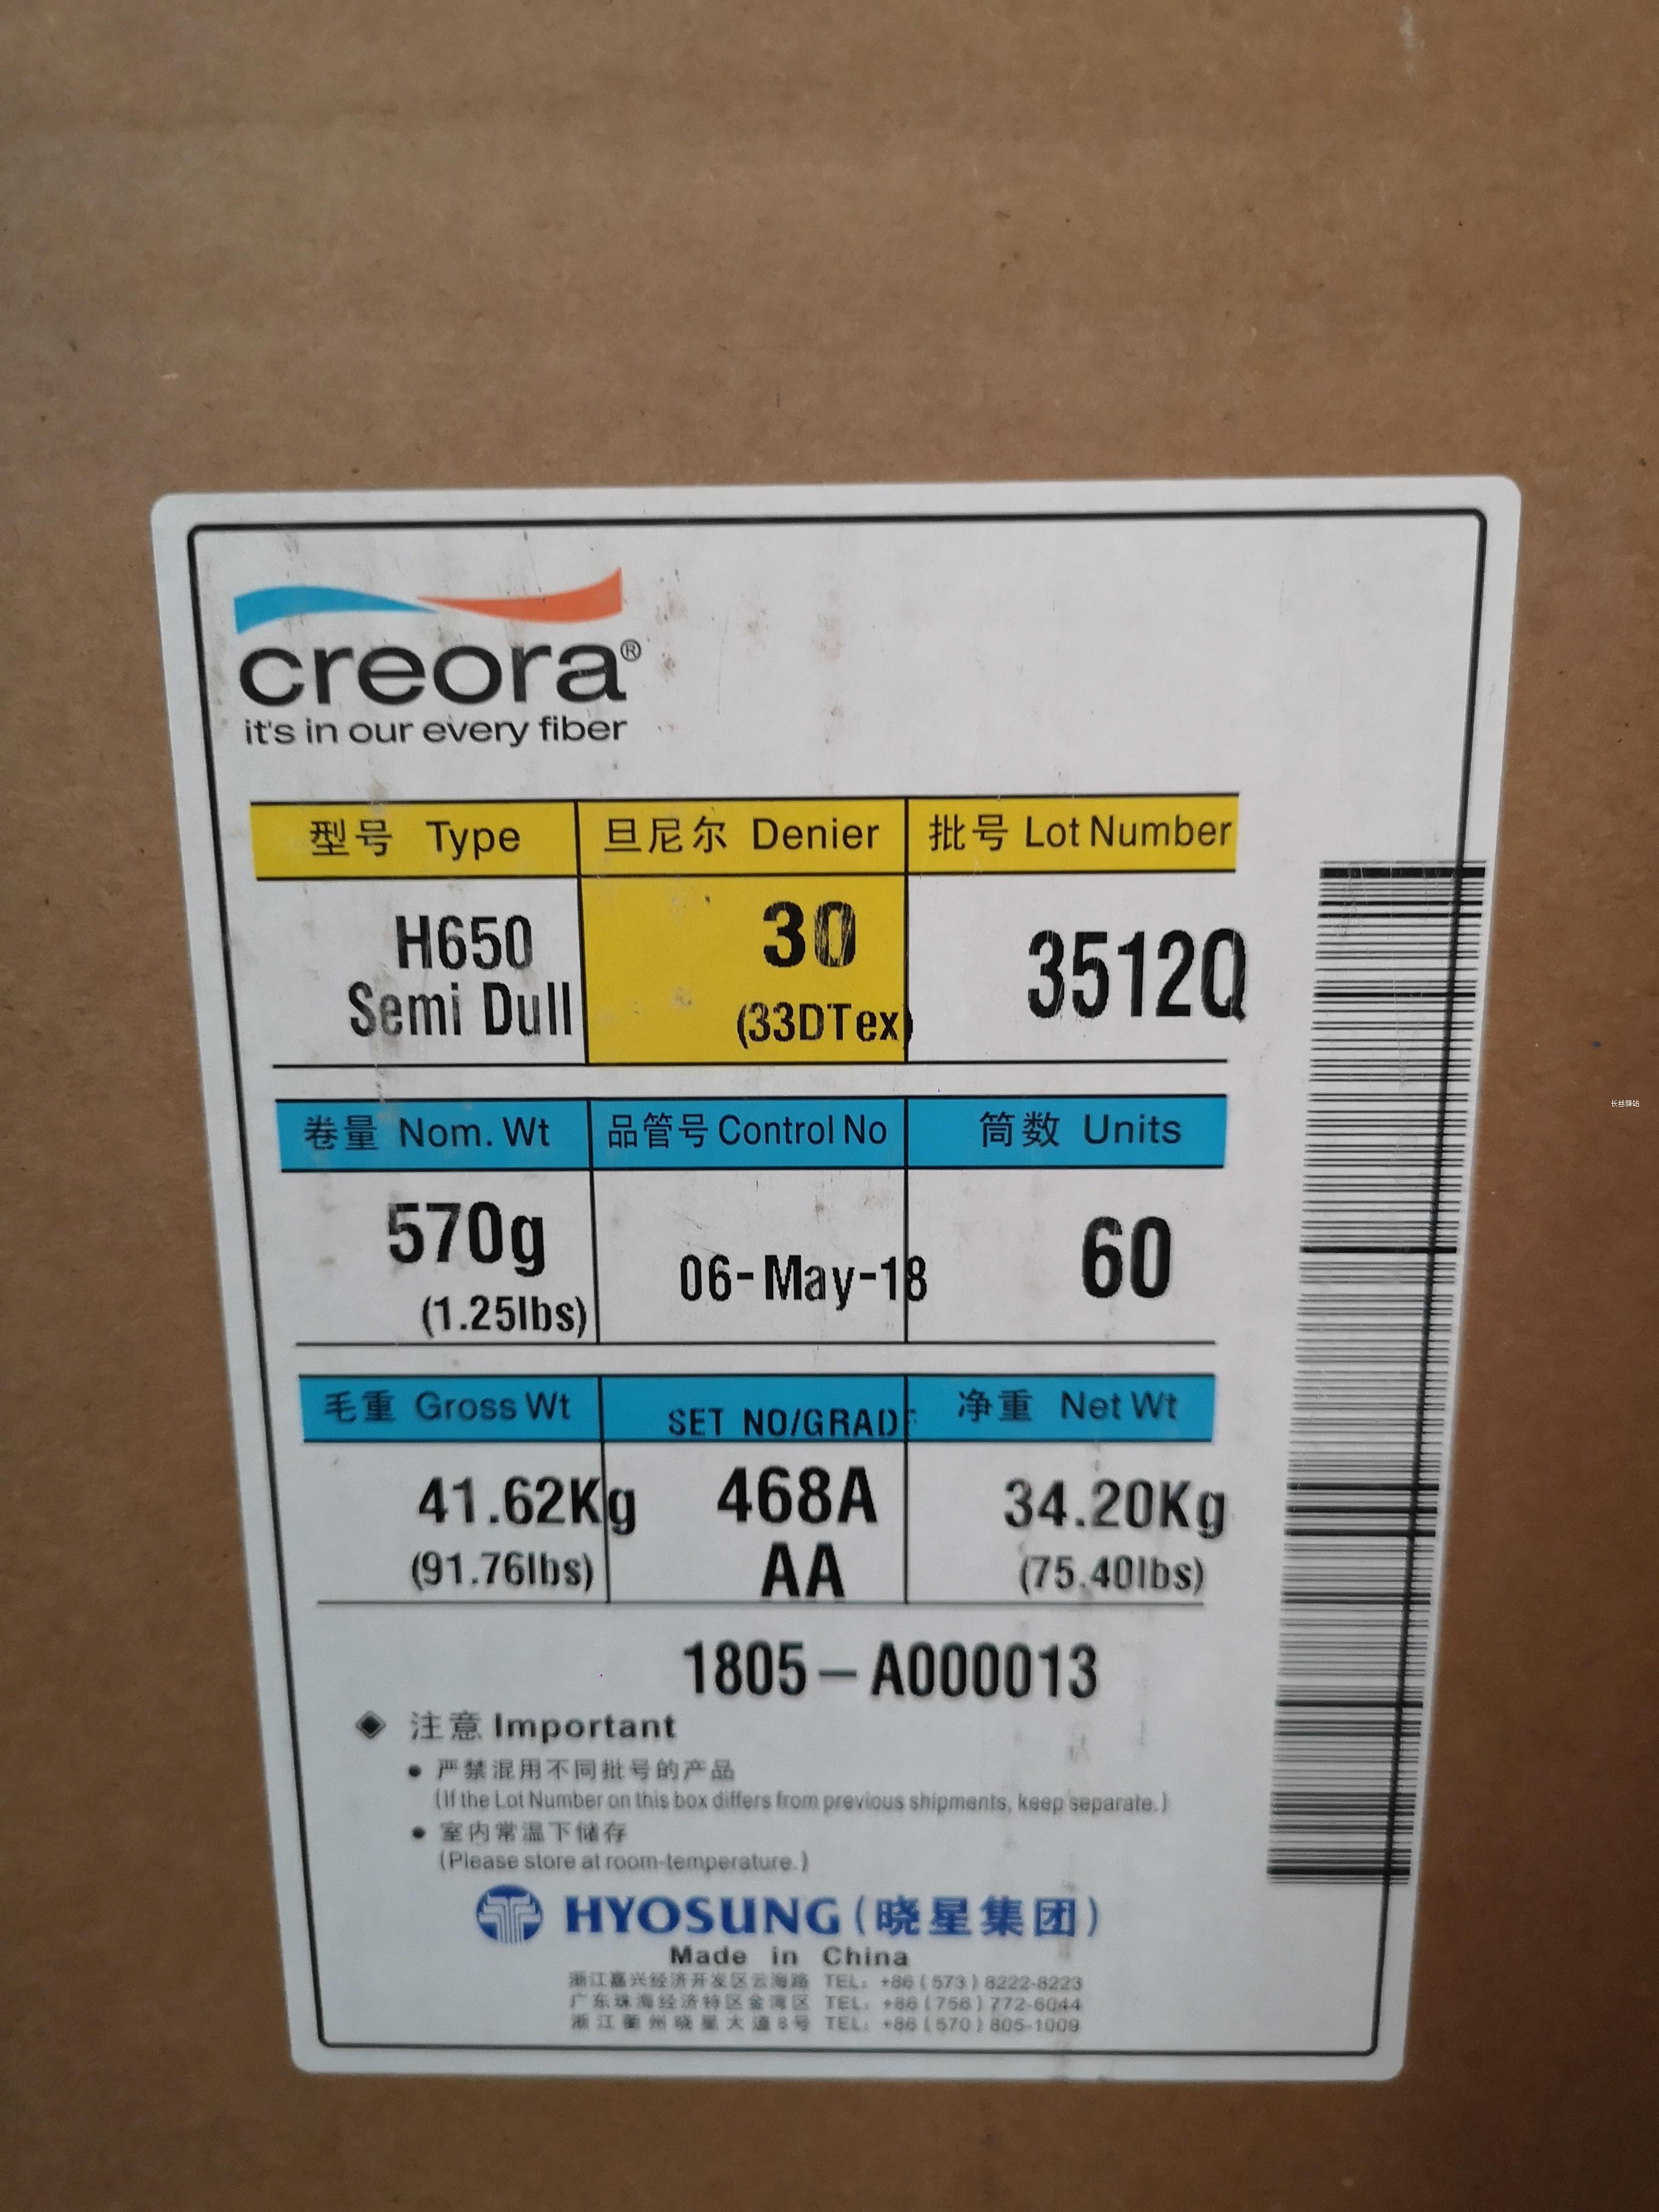 creora®
it's in our every fiber
型号 Type 旦尼尔 Denier 批号 Lot Number
H650 30 3512Q
Semi Dull (33DTex)
卷量 Nom. Wt 品管号 Control No 筒数 Units
570g 06-May-18 60
(1.25lbs)
毛重 Gross Wt SET NO/GRADE 净重 Net Wt
41.62Kg 468A 34.20Kg
(91.76lbs) AA (75.40lbs)
1805-A000013
注意 Important
严禁混用不同批号的产品
(If the Lot Number on this box differs from previous shipments, keep separate.)
室内常温下储存
(Please store at room-temperature.)
HYOSUNG(晓星集团)
Made in China
浙江嘉兴经济开发区云海路 TEL: +86(573)8222-8223
广东珠海经济特区金湾区 TEL: +86(756)772-6044
浙江衢州晓星大道8号 TEL: +86(570)805-1009
长丝驿站